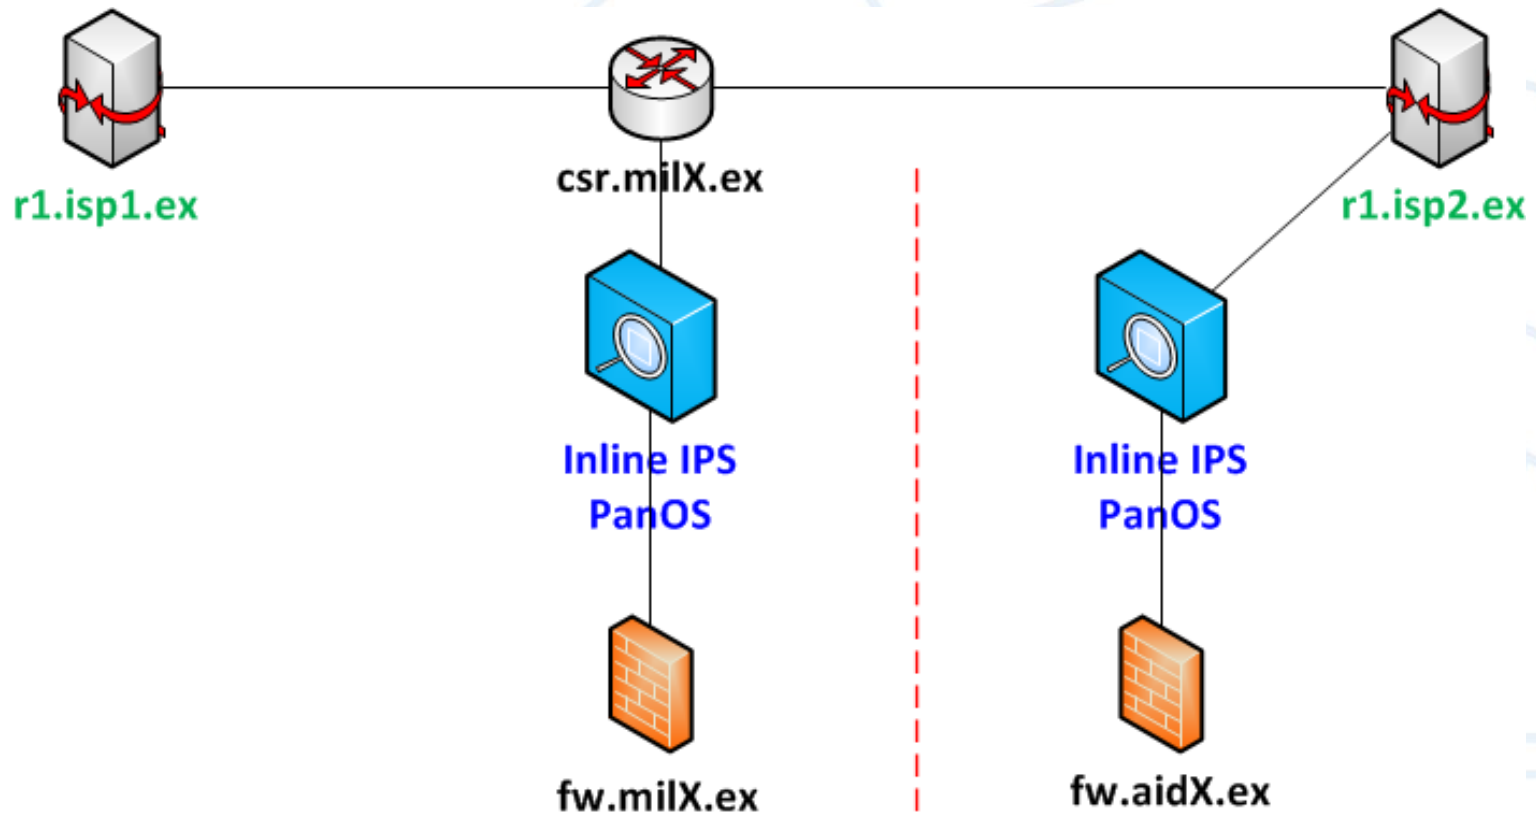 csr.milX.ex
r1.isp1.ex
r1.isp2.ex
Inline IPS
PanOS
Inline IPS
PanOS
fw.milX.ex
fw.aidX.ex